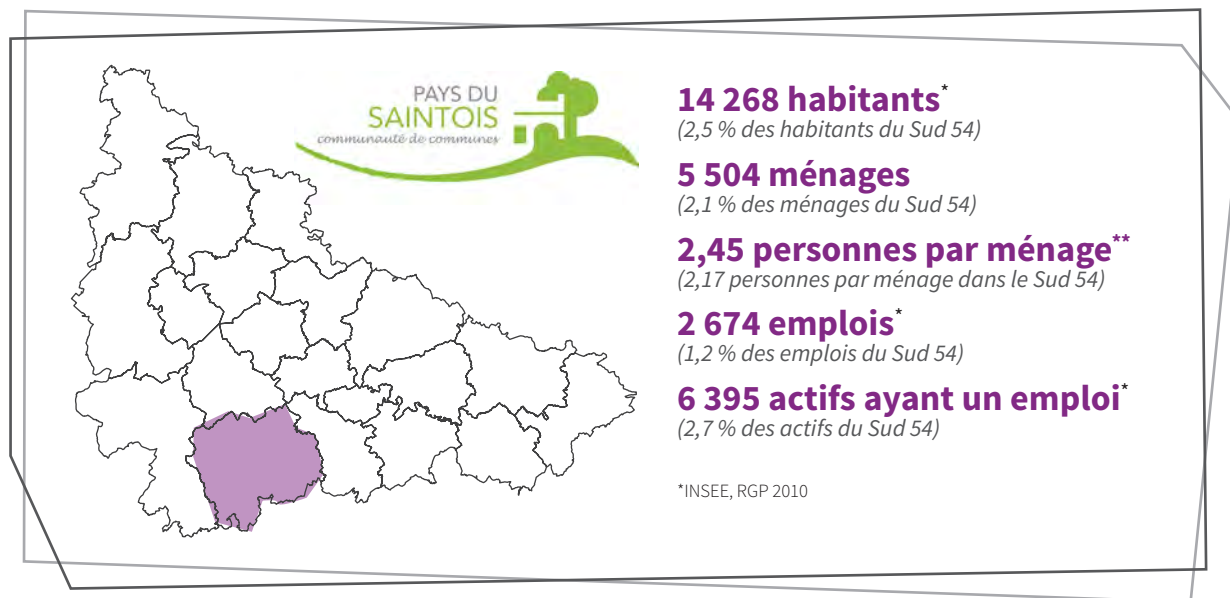 PAYS DU
SAINTOIS
communauté de communes
14 268 habitants*
(2,5 % des habitants du Sud 54)
5 504 ménages
(2,1 % des ménages du Sud 54)
2,45 personnes par ménage**
(2,17 personnes par ménage dans le Sud 54)
2 674 emplois*
(1,2 % des emplois du Sud 54)
6 395 actifs ayant un emploi*
(2,7 % des actifs du Sud 54)
*INSEE, RGP 2010